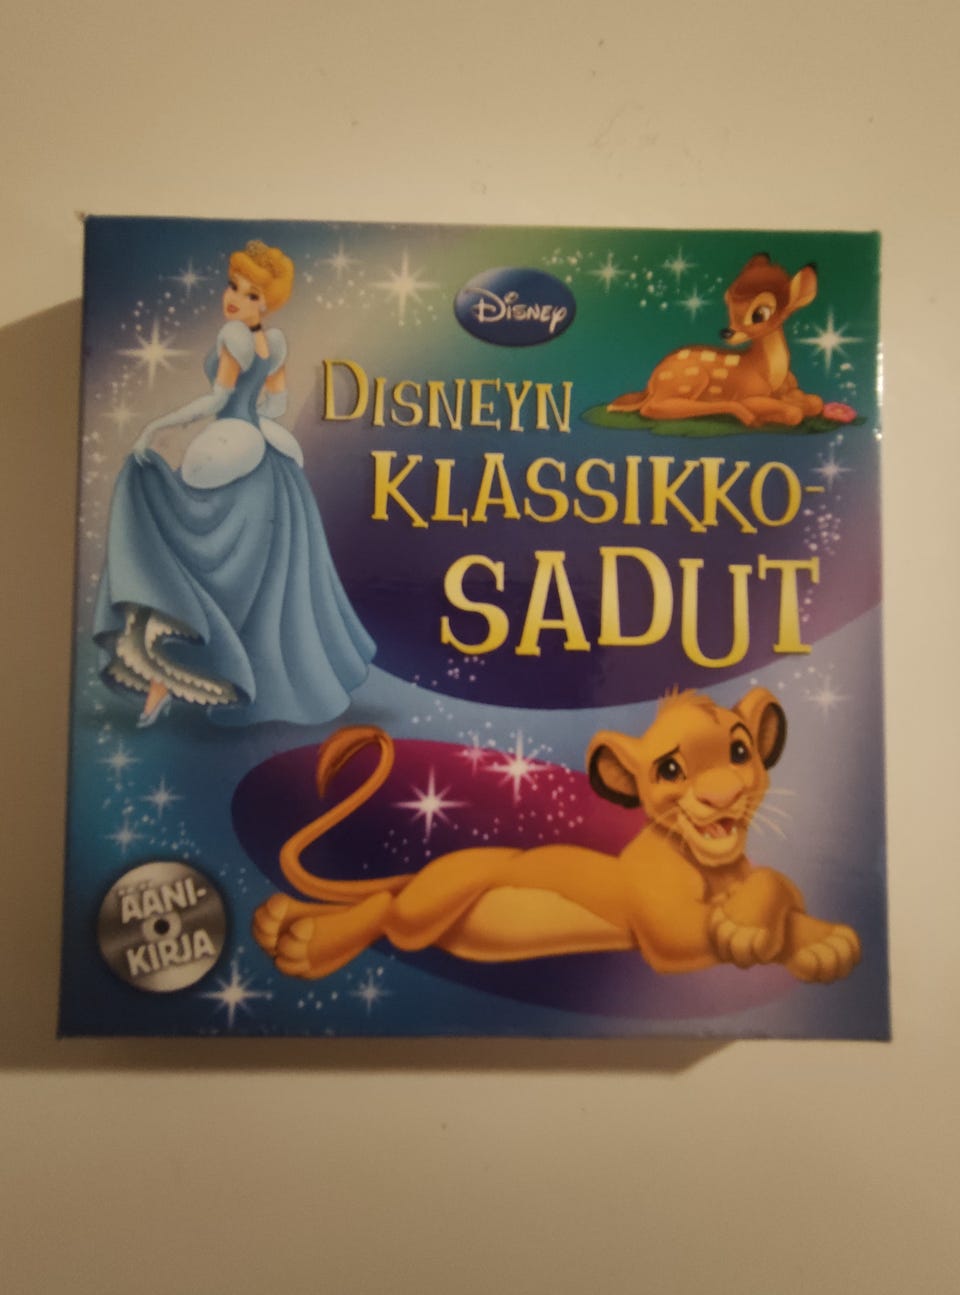 Disney
DISNEYN
KLASSIKKO-
SADUT
ÄÄNI-
KIRJA